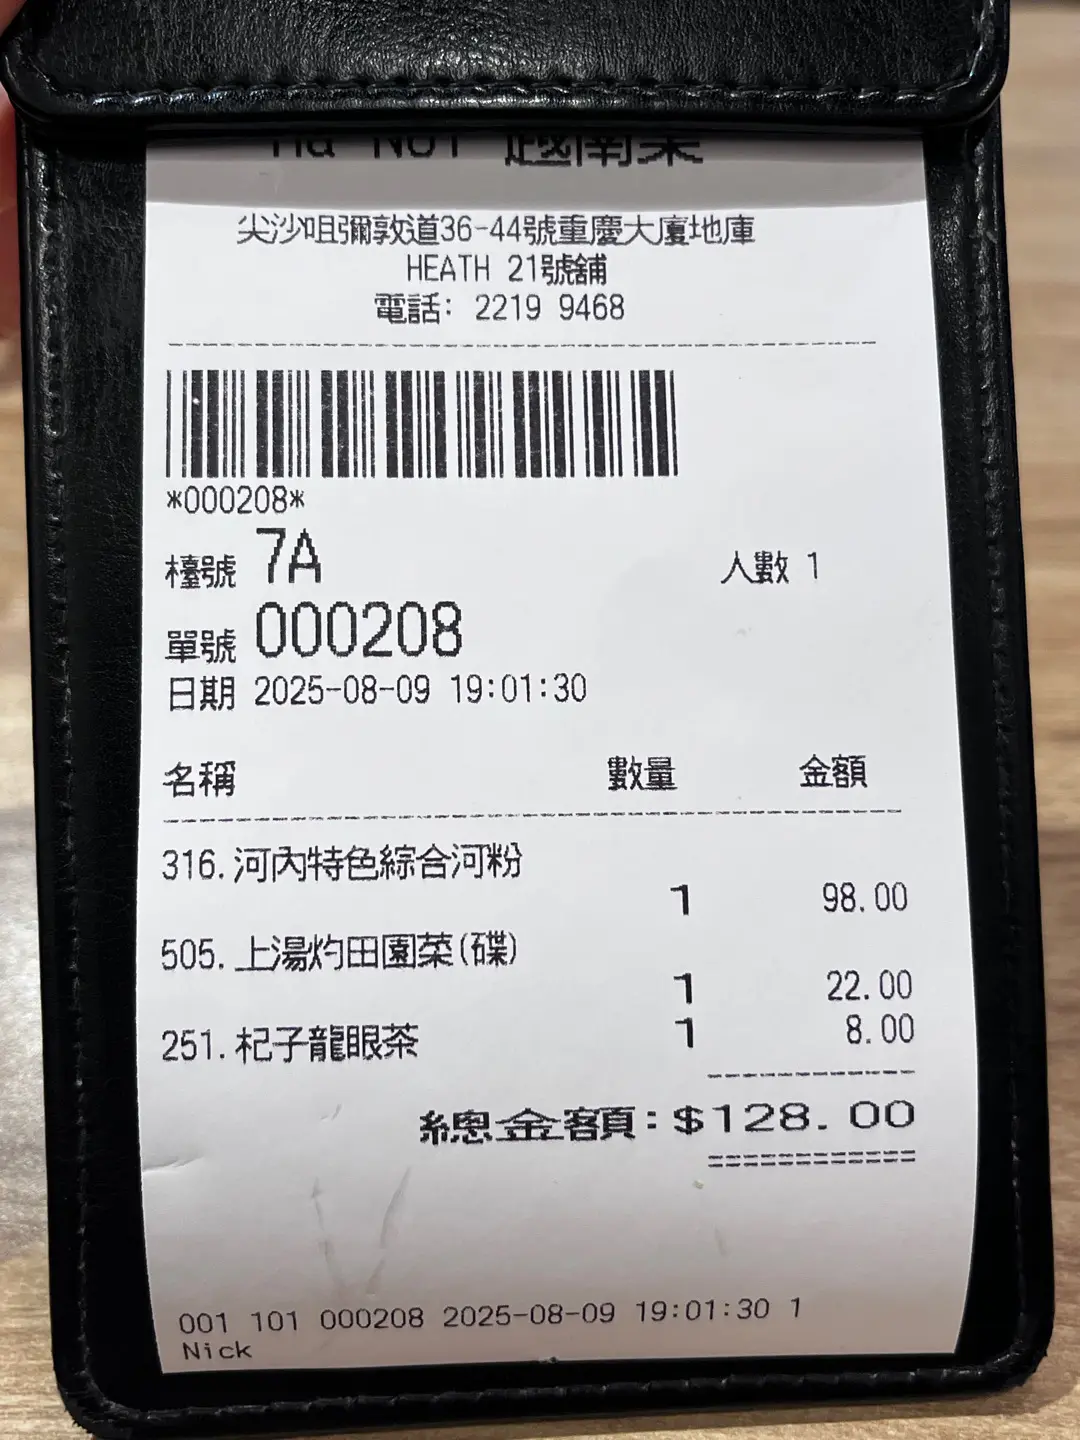 Ha Noi 越南菜
尖沙咀彌敦道36-44號重慶大廈地庫
HEATH 21號舖
電話: 2219 9468
*000208*
檯號 7A 人數 1
單號 000208
日期 2025-08-09 19:01:30
名稱 數量 金額
316. 河內特色綜合河粉
1 98.00
505. 上湯灼田園菜(碟)
1 22.00
251. 杞子龍眼茶 1 8.00
總金額: $128.00
001 101 000208 2025-08-09 19:01:30 1
Nick